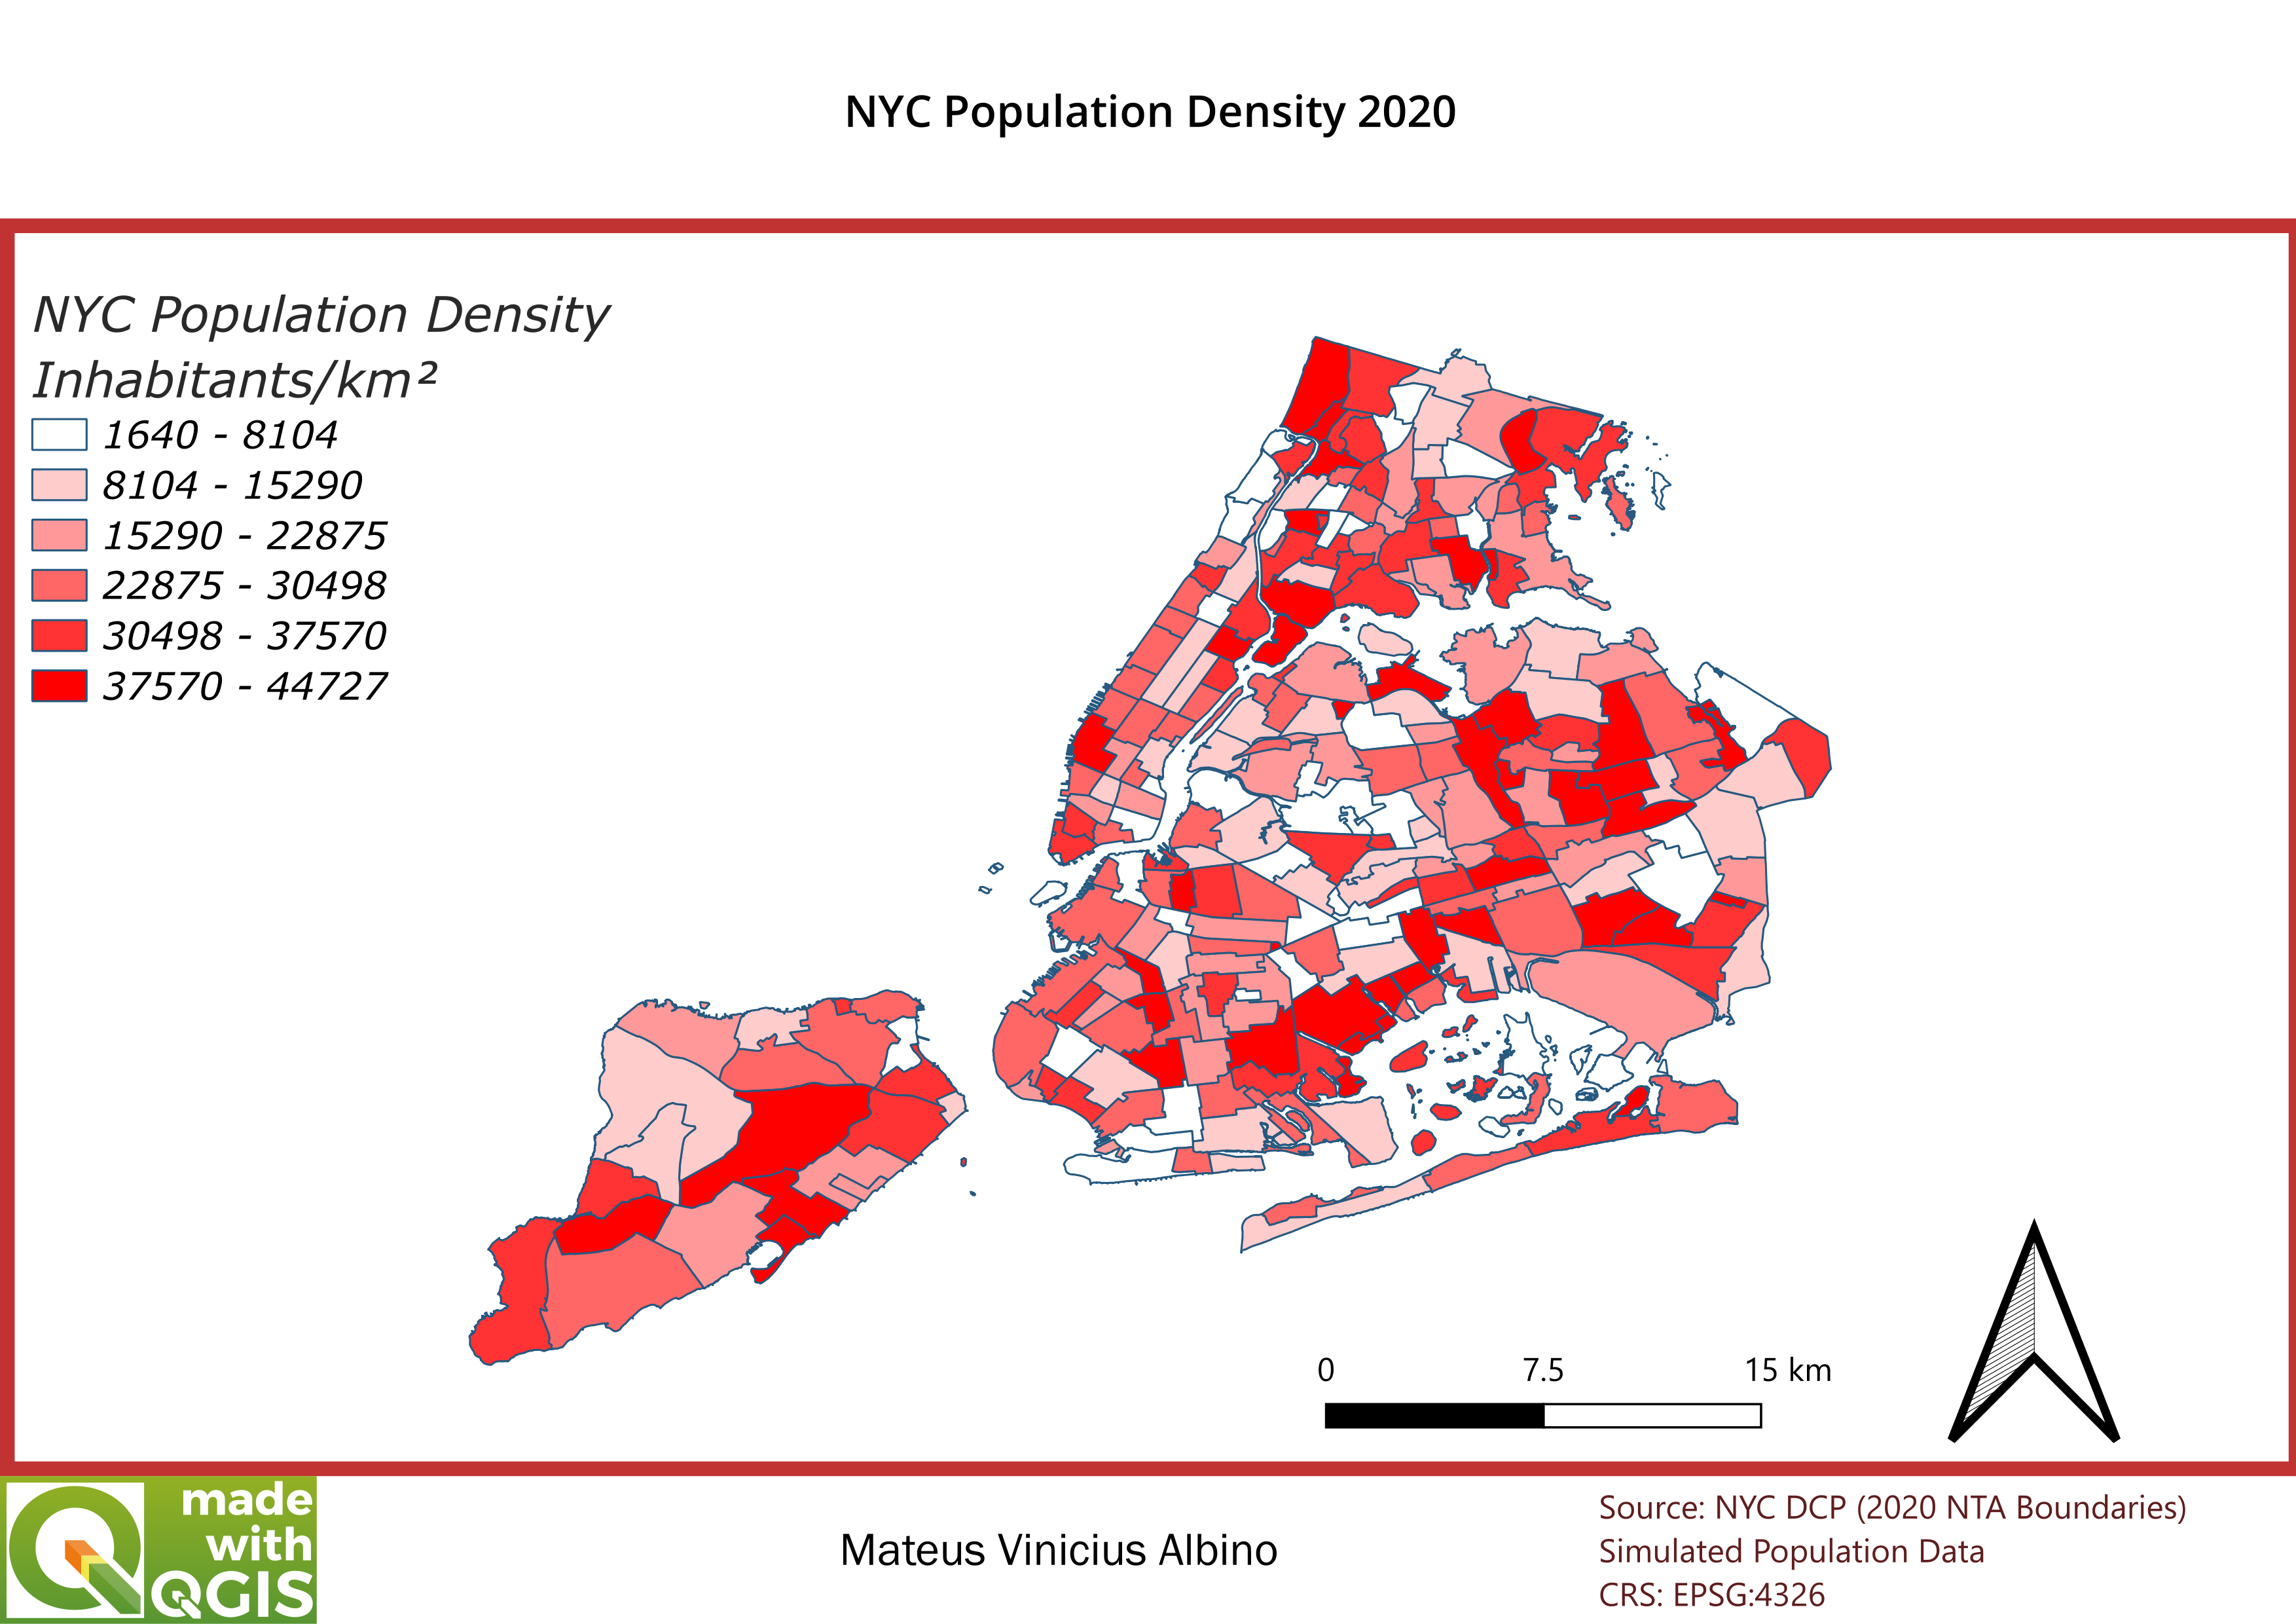 NYC Population Density 2020
NYC Population Density
Inhabitants/km²
1640 - 8104
8104 - 15290
15290 - 22875
22875 - 30498
30498 - 37570
37570 - 44727
0 7.5 15 km
made
with
QGIS
Mateus Vinicius Albino
Source: NYC DCP (2020 NTA Boundaries)
Simulated Population Data
CRS: EPSG:4326